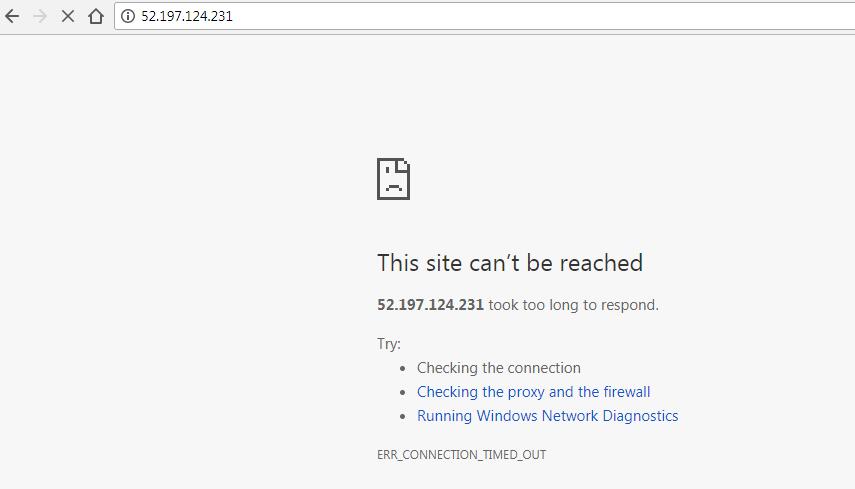 52.197.124.231
This site can’t be reached
52.197.124.231 took too long to respond.
Try:
• Checking the connection
• Checking the proxy and the firewall
• Running Windows Network Diagnostics
ERR_CONNECTION_TIMED_OUT